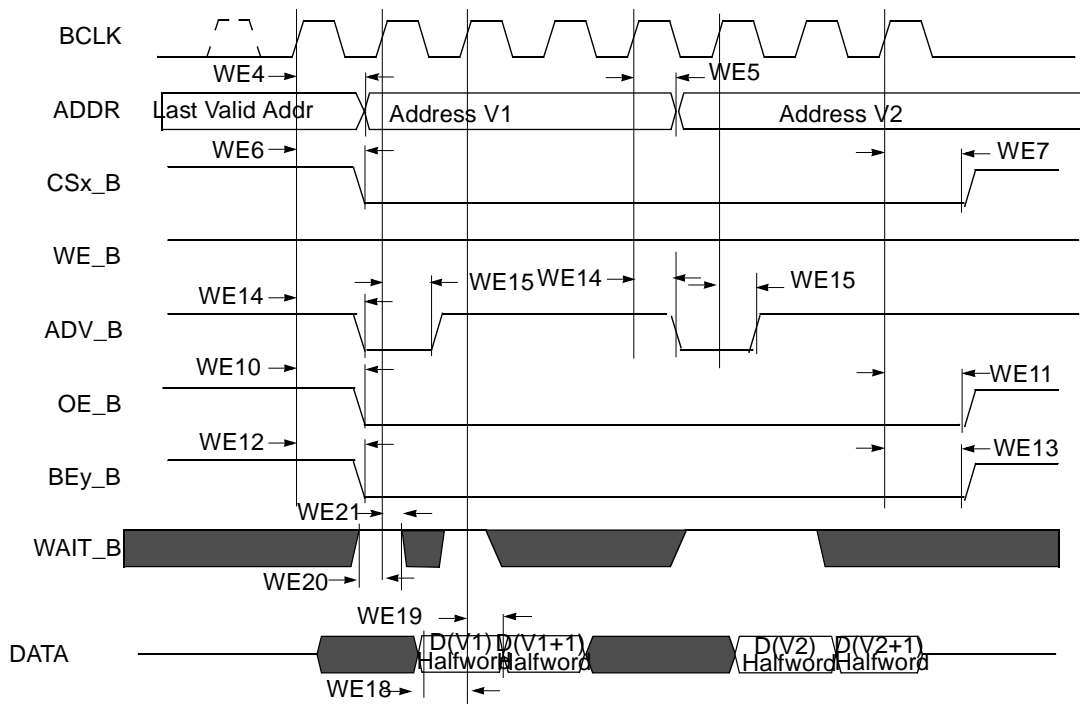 BCLK
WE4
WE5
ADDR
Last Valid Addr
Address V1
Address V2
WE6
WE7
CSx_B
WE_B
WE14
WE15
WE14
WE15
ADV_B
WE10
WE11
OE_B
WE12
WE13
BEy_B
WE21
WAIT_B
WE20
WE19
DATA
D(V1)
Halfword
D(V1+1)
Halfword
D(V2)
Halfword
D(V2+1)
Halfword
WE18